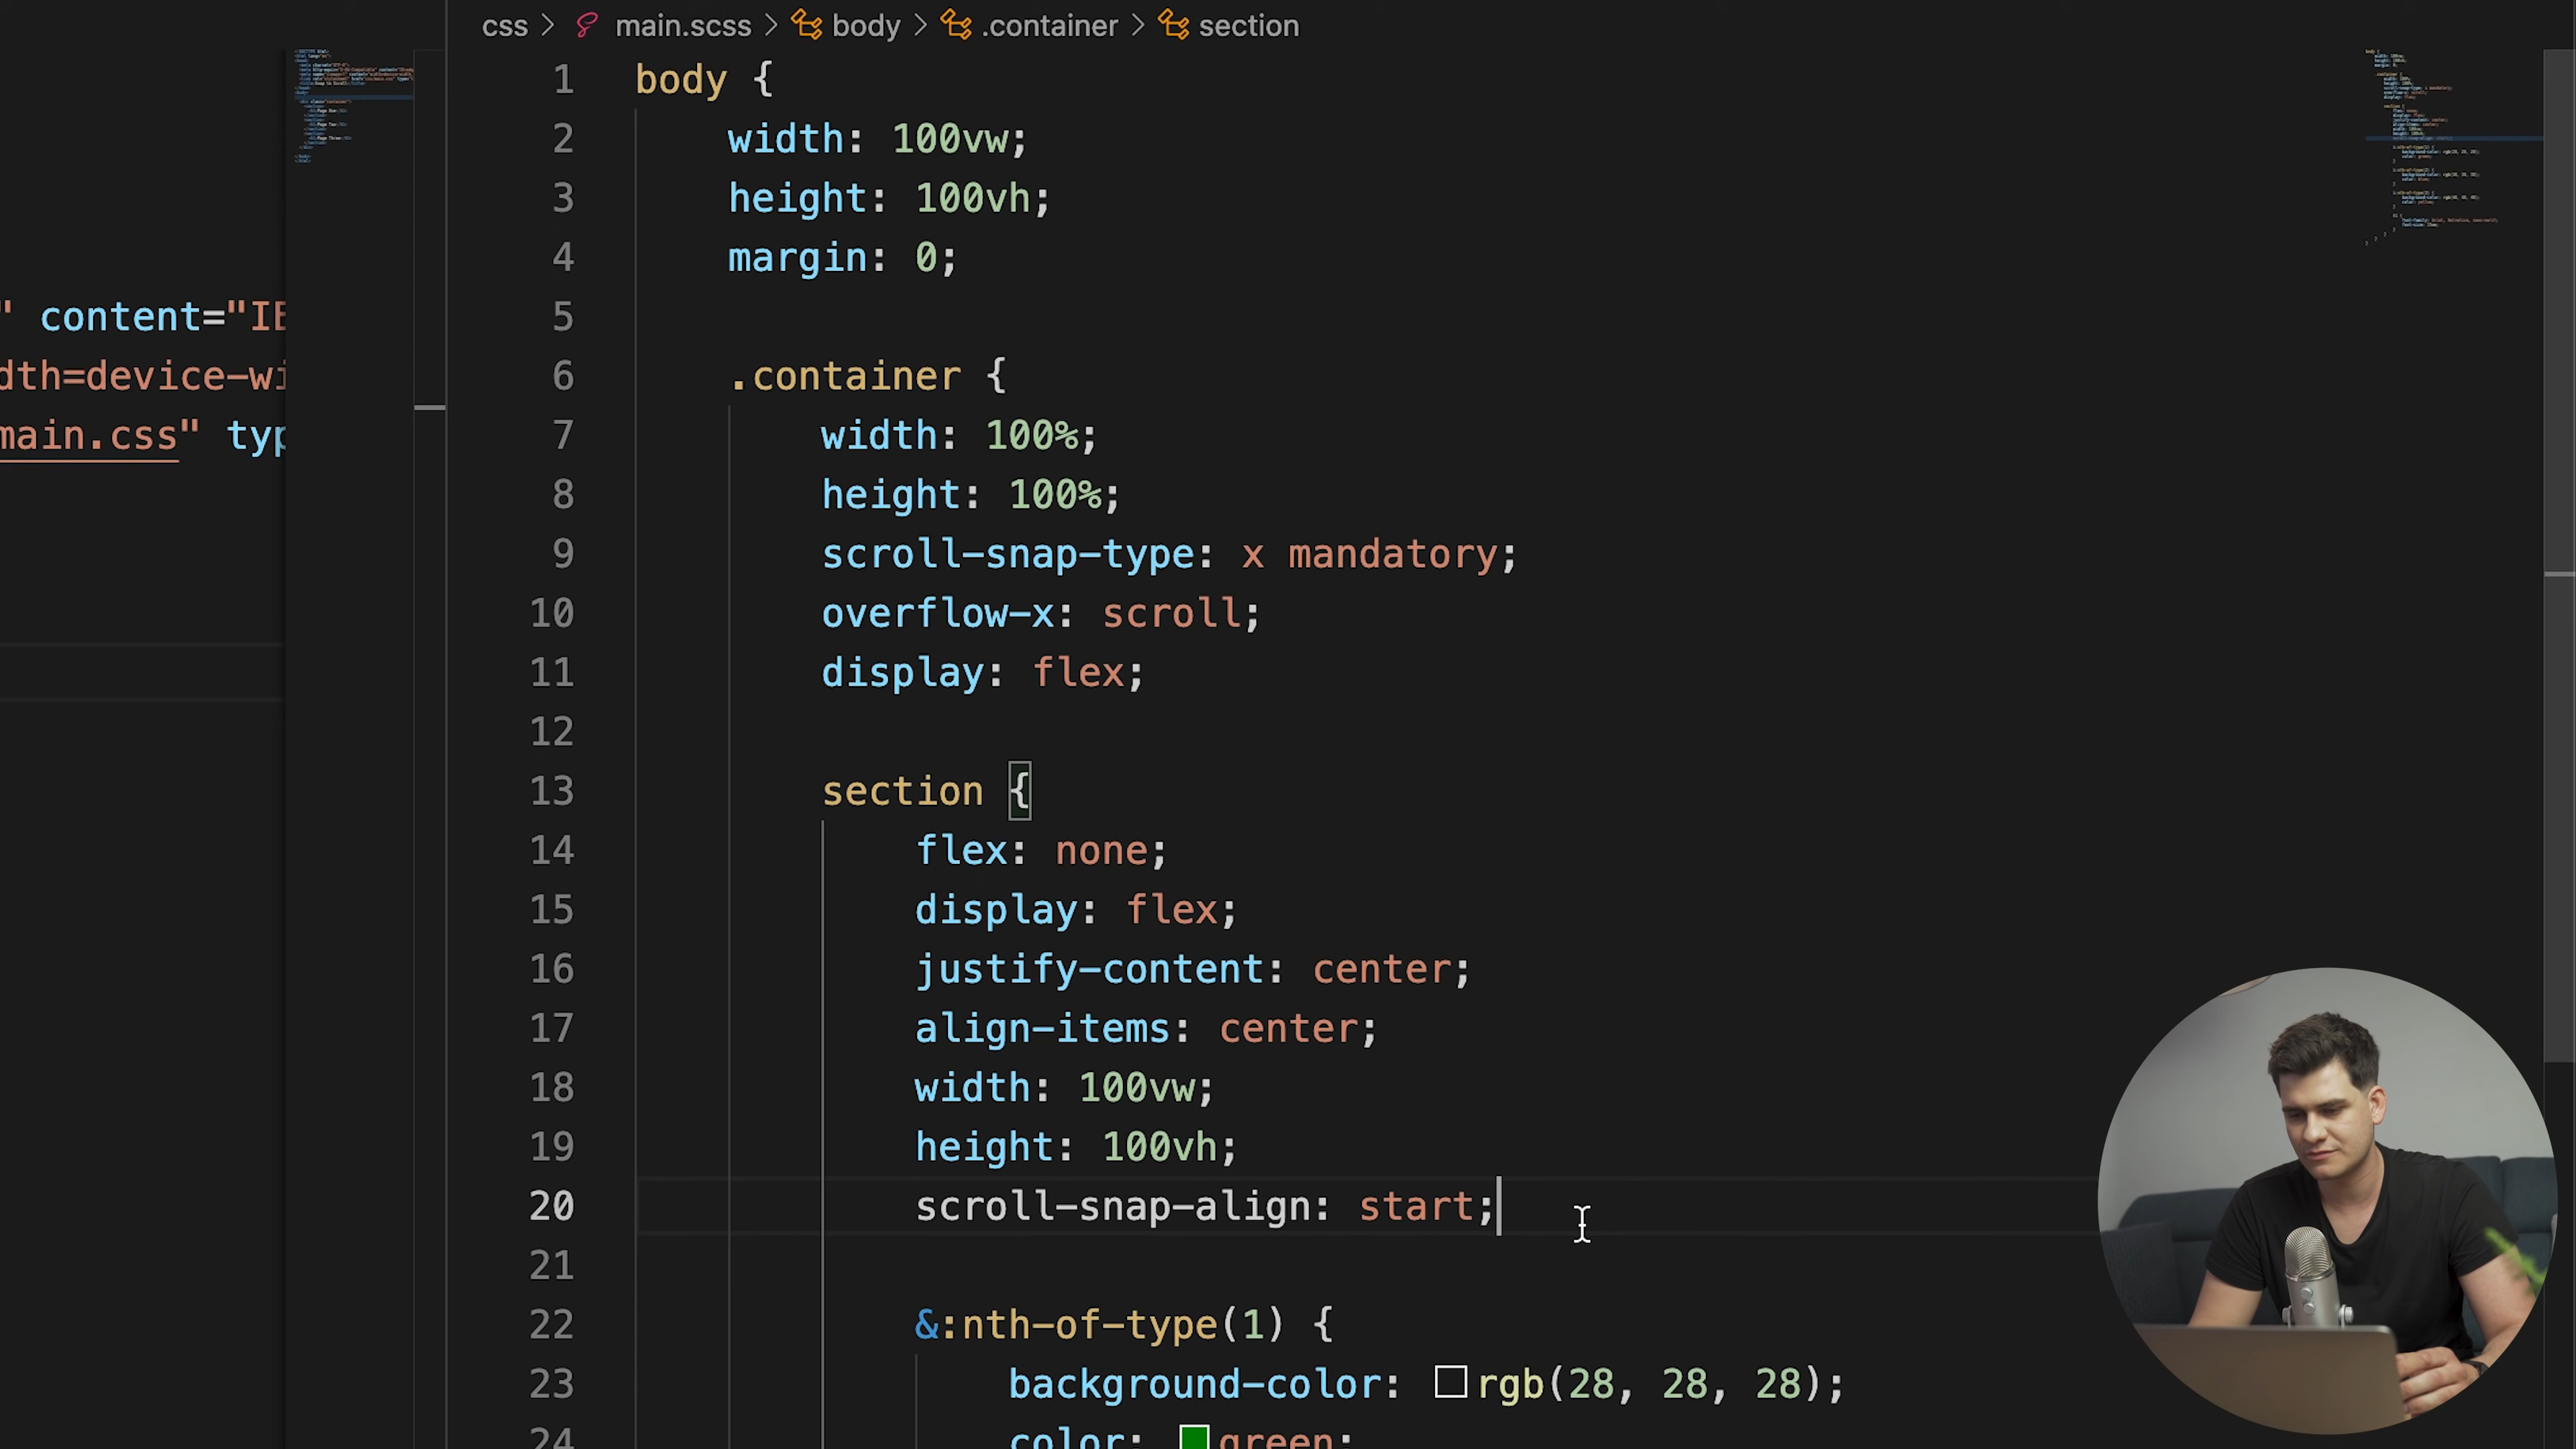 css > main.scss > body > .container > section
" content="IE
dth=device-wi
main.css" typ
1 body {
2 width: 100vw;
3 height: 100vh;
4 margin: 0;
5
6 .container {
7 width: 100%;
8 height: 100%;
9 scroll-snap-type: x mandatory;
10 overflow-x: scroll;
11 display: flex;
12
13 section {
14 flex: none;
15 display: flex;
16 justify-content: center;
17 align-items: center;
18 width: 100vw;
19 height: 100vh;
20 scroll-snap-align: start;
21
22 &:nth-of-type(1) {
23 background-color: rgb(28, 28, 28);
24 color: green;